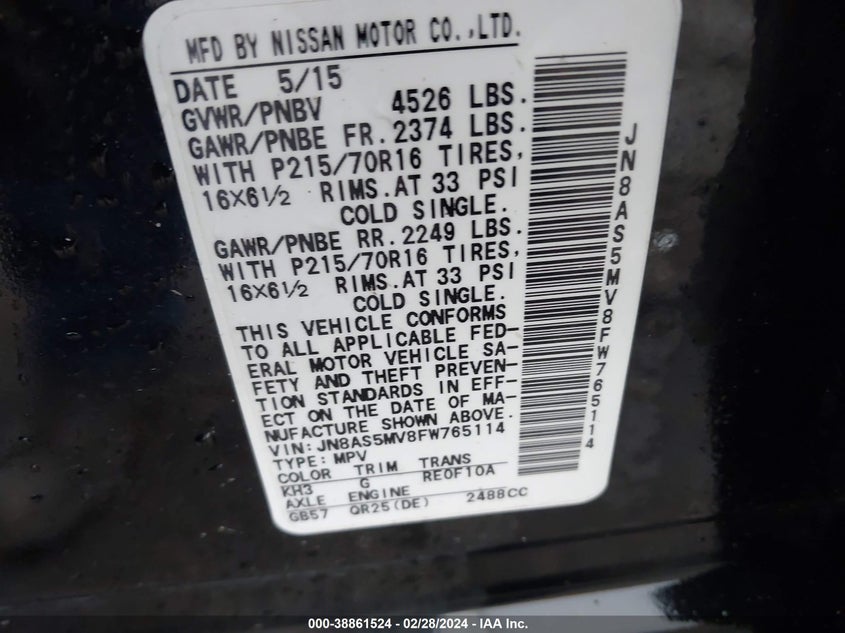 MFD BY NISSAN MOTOR CO.,LTD.
DATE 5/15
GVWR/PNBV 4526 LBS.
GAWR/PNBE FR. 2374 LBS.
WITH P215/70R16 TIRES,
16X6½ RIMS. AT 33 PSI
COLD SINGLE.
GAWR/PNBE RR. 2249 LBS.
WITH P215/70R16 TIRES,
16X6½ RIMS. AT 33 PSI
COLD SINGLE.
THIS VEHICLE CONFORMS
TO ALL APPLICABLE FED-
ERAL MOTOR VEHICLE SA-
FETY AND THEFT PREVEN-
TION STANDARDS IN EFF-
ECT ON THE DATE OF MA-
NUFACTURE SHOWN ABOVE.
VIN: JN8AS5MV8FW765114
TYPE: MPV
COLOR TRIM TRANS
KH3 G RE0F10A
AXLE ENGINE
GB57 QR25(DE) 2488CC
JN8AS5MV8FW765114
000-38861524 - 02/28/2024 - IAA Inc.